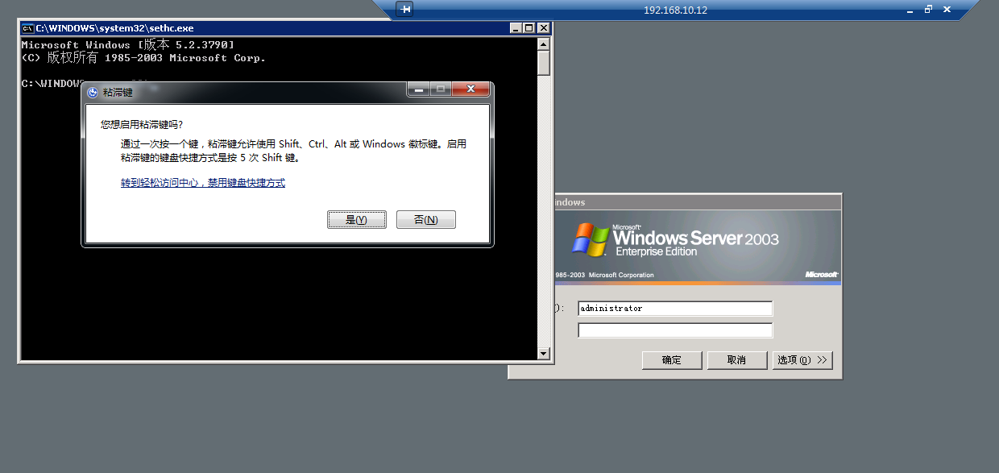 192.168.10.12
C:\WINDOWS\system32\sethc.exe
Microsoft Windows [版本 5.2.3790]
(C) 版权所有 1985-2003 Microsoft Corp.
C:\WINDOWS
粘滞键
您想启用粘滞键吗?
通过一次按一个键，粘滞键允许使用 Shift、Ctrl、Alt 或 Windows 徽标键。启用
粘滞键的键盘快捷方式是按 5 次 Shift 键。
转到轻松访问中心，禁用键盘快捷方式
是(Y)
否(N)
indows
Microsoft
Windows Server 2003
Enterprise Edition
985-2003 Microsoft Corporation
Microsoft
):
administrator
确定
取消
选项(O) >>